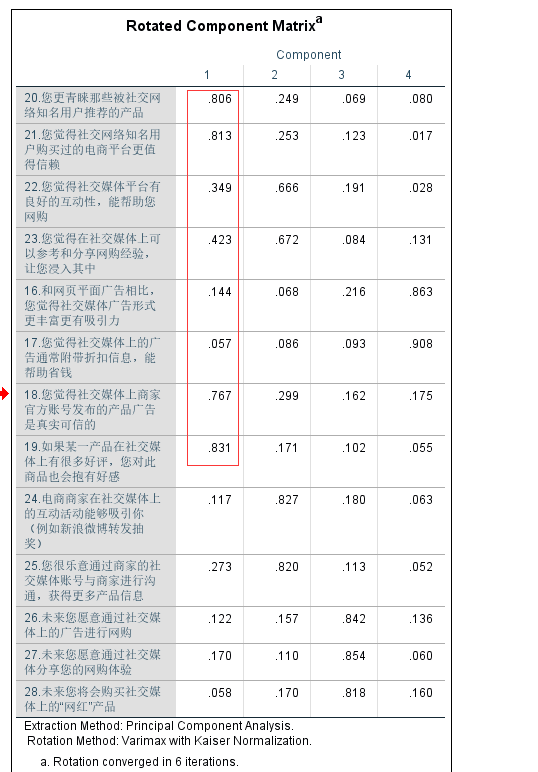 Rotated Component Matrixa
Component
1 2 3 4
20.您更青睐那些被社交网 .806 .249 .069 .080
络知名用户推荐的产品
21.您觉得社交网络知名用 .813 .253 .123 .017
户购买过的电商平台更值
得信赖
22.您觉得社交媒体平台有 .349 .666 .191 .028
良好的互动性，能帮助您
网购
23.您觉得在社交媒体上可 .423 .672 .084 .131
以参考和分享网购经验，
让您浸入其中
16.和网页平面广告相比， .144 .068 .216 .863
您觉得社交媒体广告形式
更丰富更有吸引力
17.您觉得社交媒体上的广 .057 .086 .093 .908
告通常附带折扣信息，能
帮助省钱
18.您觉得社交媒体上商家 .767 .299 .162 .175
官方账号发布的产品广告
是真实可信的
19.如果某一产品在社交媒 .831 .171 .102 .055
体上有很多好评，您对此
商品也会抱有好感
24.电商商家在社交媒体上 .117 .827 .180 .063
的互动活动能够吸引你
（例如新浪微博转发抽
奖）
25.您很乐意通过商家的社 .273 .820 .113 .052
交媒体账号与商家进行沟
通，获得更多产品信息
26.未来您愿意通过社交媒 .122 .157 .842 .136
体上的广告进行网购
27.未来您愿意通过社交媒 .170 .110 .854 .060
体分享您的网购体验
28.未来您将会购买社交媒 .058 .170 .818 .160
体上的“网红”产品
Extraction Method: Principal Component Analysis.
Rotation Method: Varimax with Kaiser Normalization.
a. Rotation converged in 6 iterations.